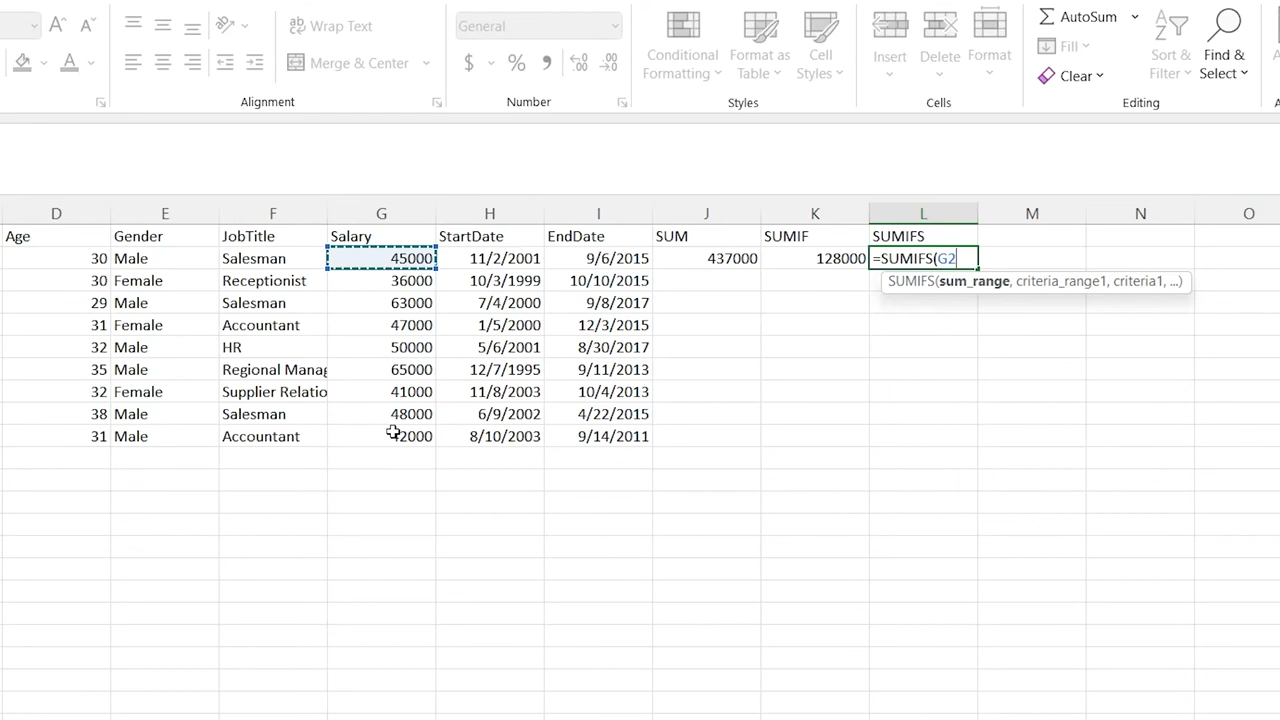 A^ A˅ Wrap Text General AutoSum
A Merge & Center $ % , Conditional Formatting Format as Table Cell Styles Insert Delete Format Fill Sort & Filter Find & Select
Clear
Alignment Number Styles Cells Editing
D E F G H I J K L M N O
Age Gender JobTitle Salary StartDate EndDate SUM SUMIF SUMIFS
30 Male Salesman 45000 11/2/2001 9/6/2015 437000 128000 =SUMIFS(G2
SUMIFS(sum_range, criteria_range1, criteria1, ...)
30 Female Receptionist 36000 10/3/1999 10/10/2015
29 Male Salesman 63000 7/4/2000 9/8/2017
31 Female Accountant 47000 1/5/2000 12/3/2015
32 Male HR 50000 5/6/2001 8/30/2017
35 Male Regional Manag 65000 12/7/1995 9/11/2013
32 Female Supplier Relatio 41000 11/8/2003 10/4/2013
38 Male Salesman 48000 6/9/2002 4/22/2015
31 Male Accountant 42000 8/10/2003 9/14/2011